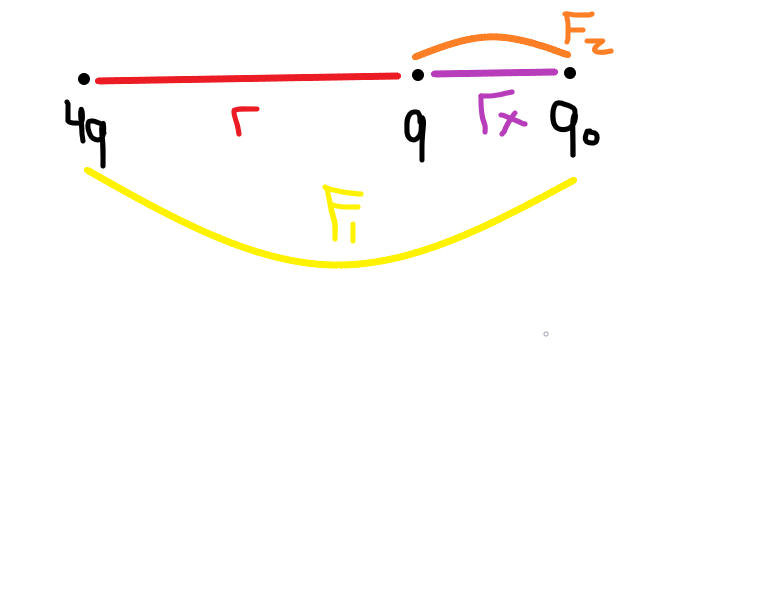 F₂
4q r q rx q₀
F₁